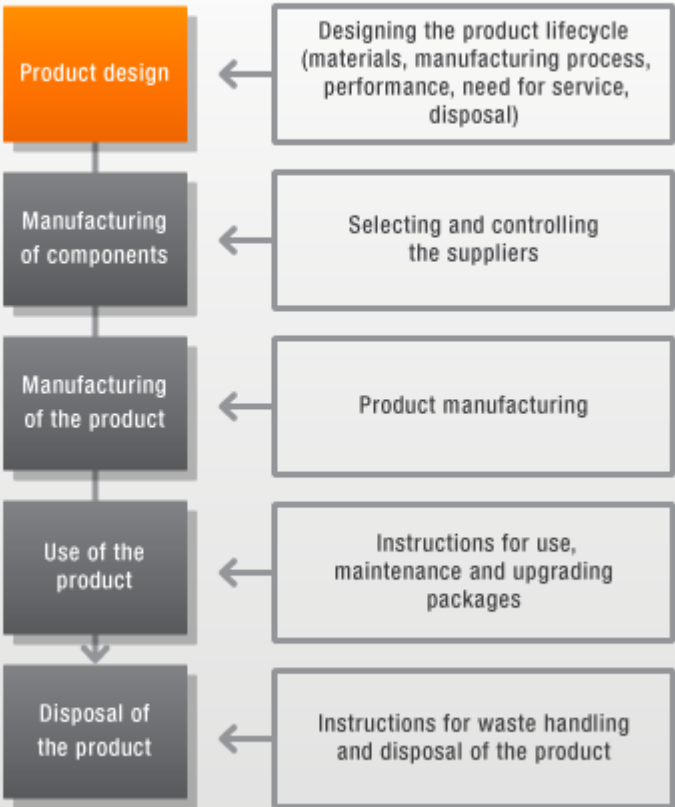 Product design
Designing the product lifecycle
(materials, manufacturing process,
performance, need for service,
disposal)
Manufacturing
of components
Selecting and controlling
the suppliers
Manufacturing
of the product
Product manufacturing
Use of the
product
Instructions for use,
maintenance and upgrading
packages
Disposal of
the product
Instructions for waste handling
and disposal of the product